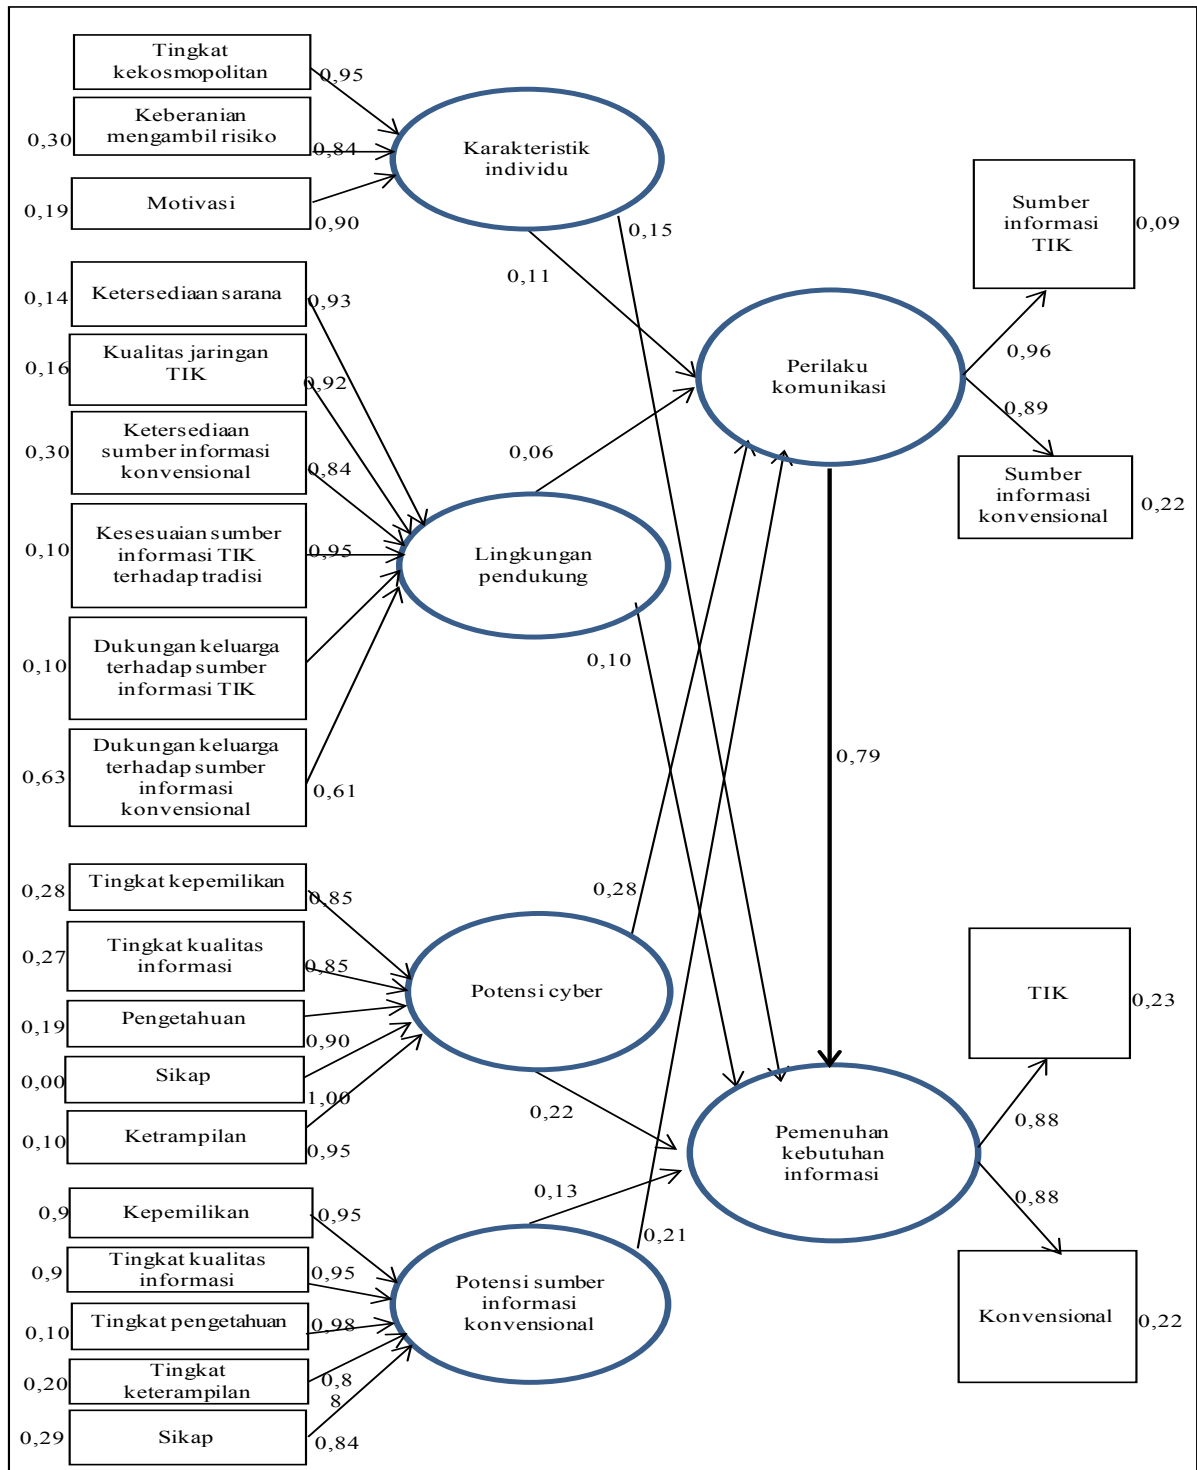 Tingkat
kekosmopolitan
0,95
Keberanian
mengambil risiko
0,30
0,84
Motivasi
0,19
0,90
Karakteristik
individu
0,15
0,11
Ketersediaan sarana
0,14
0,93
Kualitas jaringan
TIK
0,16
0,92
Ketersediaan
sumber informasi
konvensional
0,30
0,84
Kesesuaian sumber
informasi TIK
terhadap tradisi
0,10
0,95
Dukungan keluarga
terhadap sumber
informasi TIK
0,10
Dukungan keluarga
terhadap sumber
informasi
konvensional
0,63
0,61
Lingkungan
pendukung
0,06
0,10
Tingkat kepemilikan
0,28
0,85
Tingkat kualitas
informasi
0,27
0,85
Pengetahuan
0,19
0,90
Sikap
0,00
1,00
Ketrampilan
0,10
0,95
Potensi cyber
0,28
0,22
Kepemilikan
0,9
0,95
Tingkat kualitas
informasi
0,9
0,95
Tingkat pengetahuan
0,10
0,98
Tingkat
keterampilan
0,20
0,8
8
Sikap
0,29
0,84
Potensi sumber
informasi
konvensional
0,13
0,21
Perilaku
komunikasi
0,79
Sumber
informasi
TIK
0,09
0,96
0,89
Sumber
informasi
konvensional
0,22
Pemenuhan
kebutuhan
informasi
TIK
0,23
0,88
0,88
Konvensional
0,22